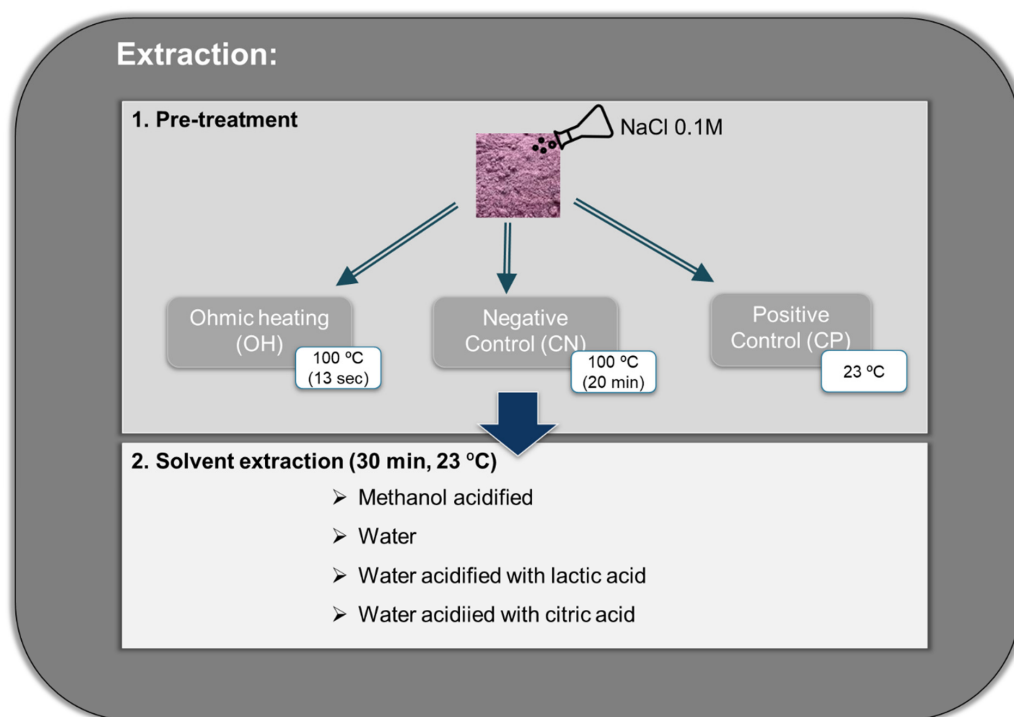 Extraction:
1. Pre-treatment
NaCl 0.1M
Ohmic heating
(OH)
100 ºC
(13 sec)
Negative
Control (CN)
100 ºC
(20 min)
Positive
Control (CP)
23 ºC
2. Solvent extraction (30 min, 23 ºC)
➢ Methanol acidified
➢ Water
➢ Water acidified with lactic acid
➢ Water acidiied with citric acid